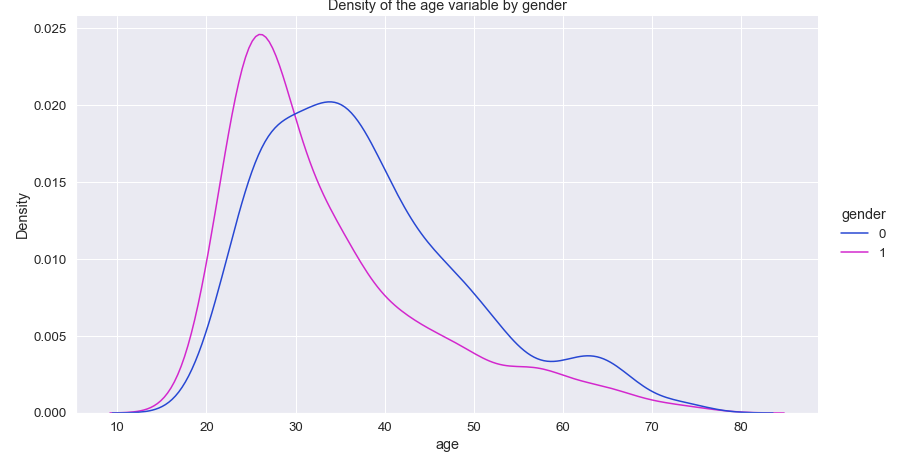 Density of the age variable by gender
0.025
0.020
0.015
0.010
0.005
0.000
Density
10 20 30 40 50 60 70 80
age
gender
0
1